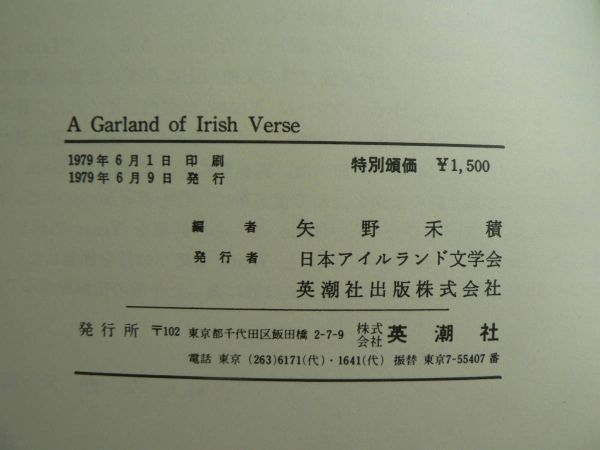 A Garland of Irish Verse
1979年6月1日 印刷
特別頒価 ¥1,500
1979年6月9日 発行
編者 矢野禾積
発行者 日本アイルランド文学会
英潮社出版株式会社
発行所 〒102 東京都千代田区飯田橋 2-7-9 株式会社 英潮社
電話 東京 (263)6171(代)・1641(代) 振替 東京7-55407番